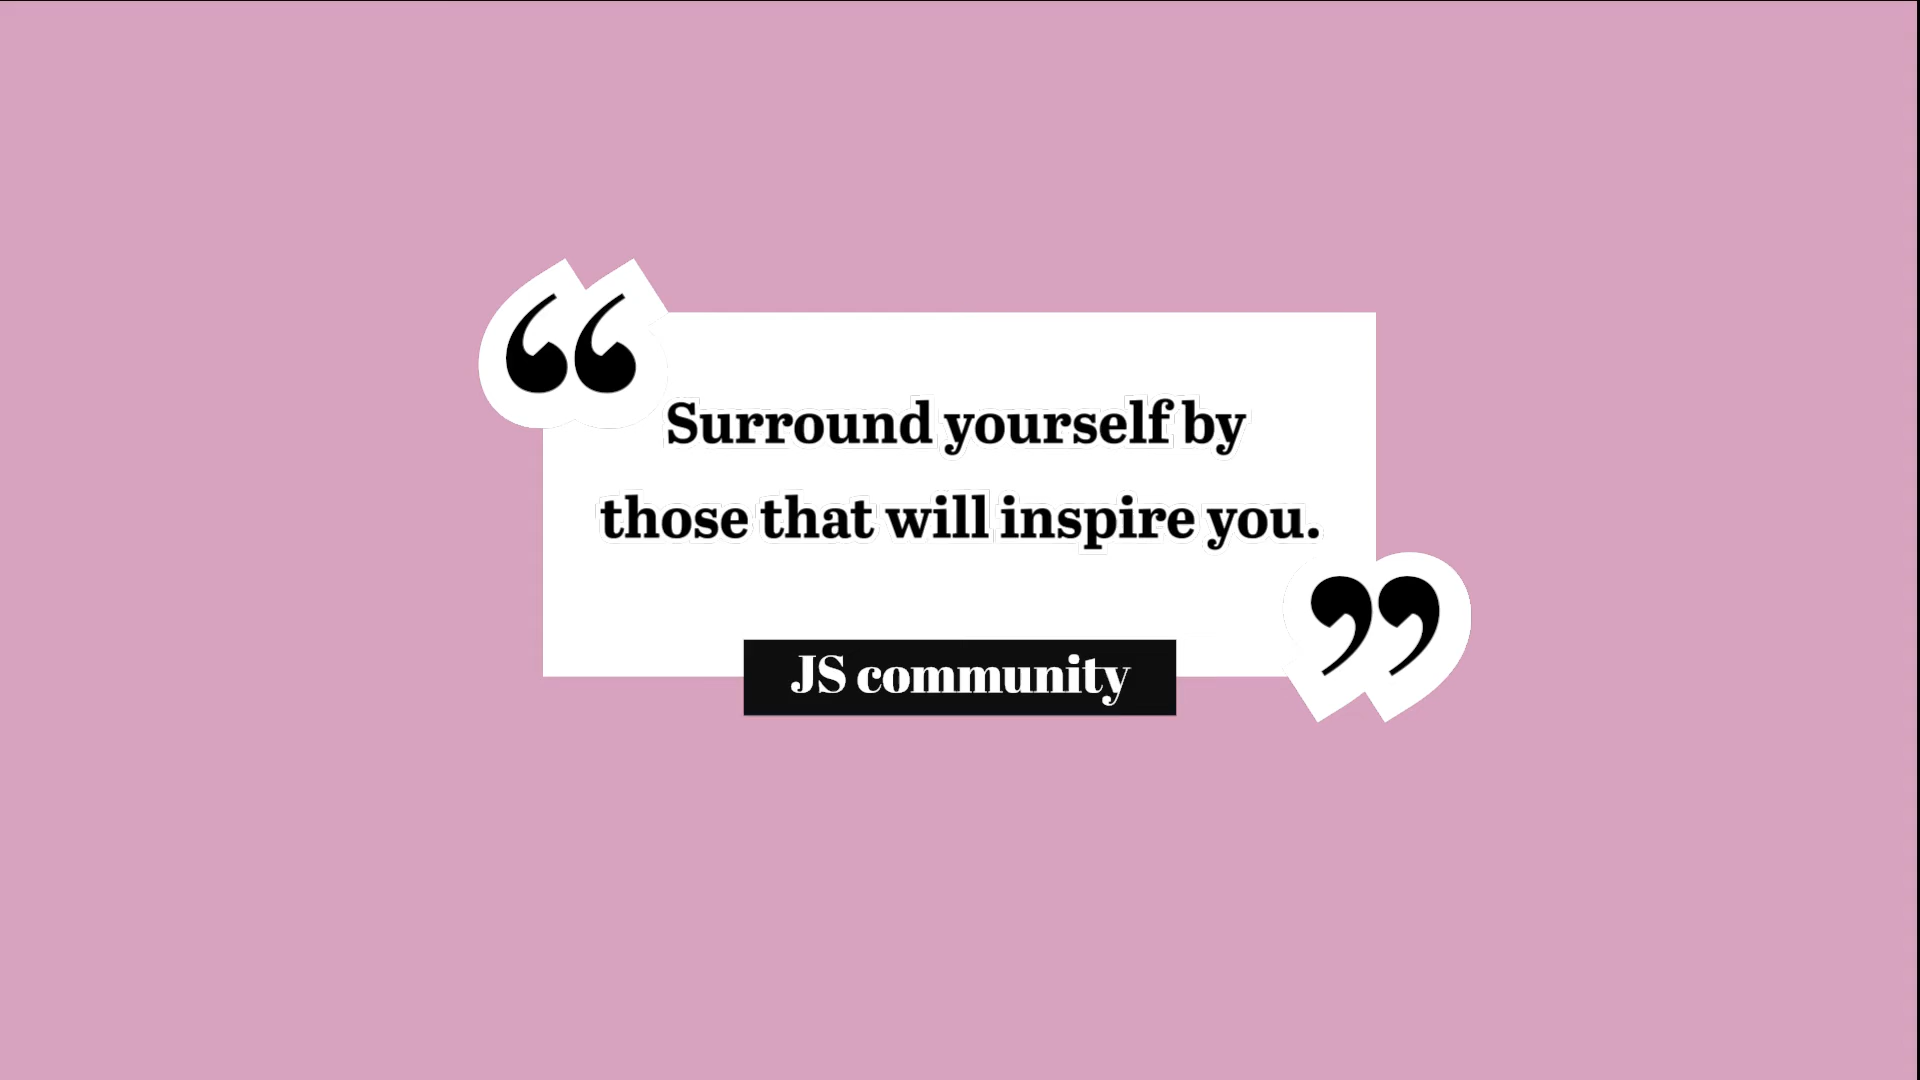 “
Surround yourself by
those that will inspire you.
”
JS community